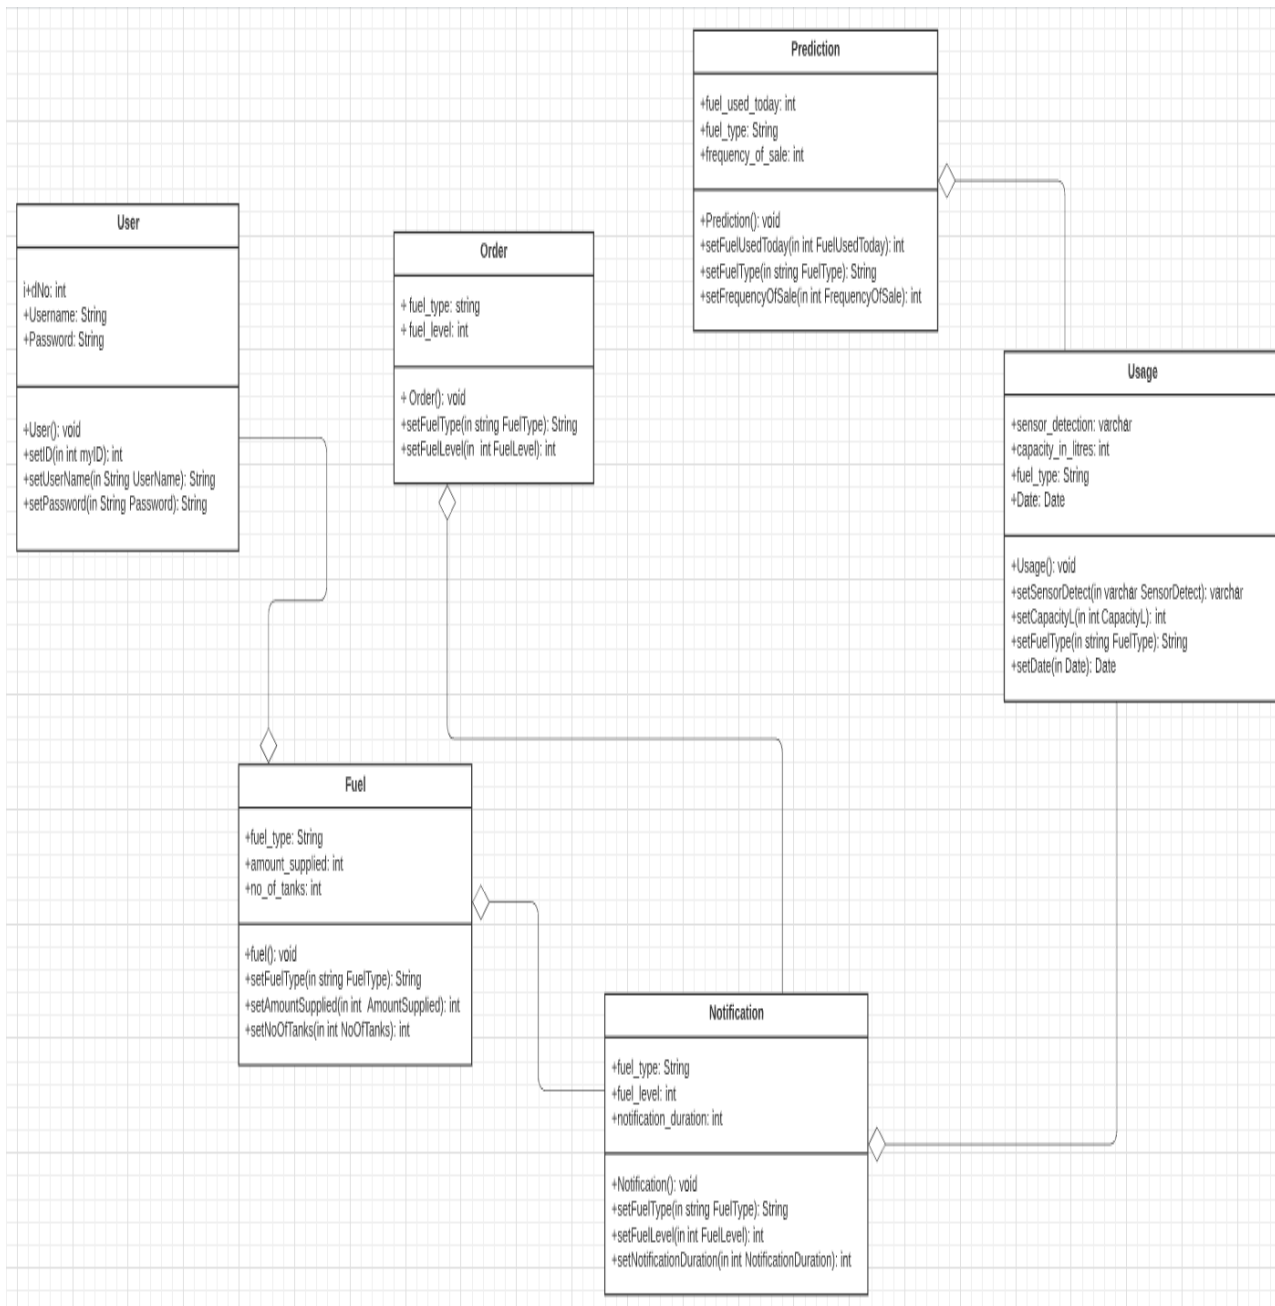 Prediction
+fuel_used_today: int
+fuel_type: String
+frequency_of_sale: int
+Prediction(): void
+setFuelUsedToday(in int FuelUsedToday): int
+setFuelType(in string FuelType): String
+setFrequencyOfSale(in int FrequencyOfSale): int
User
i+dNo: int
+Username: String
+Password: String
+User(): void
+setID(in int myID): int
+setUserName(in String UserName): String
+setPassword(in String Password): String
Order
+ fuel_type: string
+ fuel_level: int
+ Order(): void
+setFuelType(in string FuelType): String
+setFuelLevel(in  int FuelLevel): int
Usage
+sensor_detection: varchar
+capacity_in_litres: int
+fuel_type: String
+Date: Date
+Usage(): void
+setSensorDetect(in varchar SensorDetect): varchar
+setCapacityL(in int CapacityL): int
+setFuelType(in string FuelType): String
+setDate(in Date): Date
Fuel
+fuel_type: String
+amount_supplied: int
+no_of_tanks: int
+fuel(): void
+setFuelType(in string FuelType): String
+setAmountSupplied(in int  AmountSupplied): int
+setNoOfTanks(in int NoOfTanks): int
Notification
+fuel_type: String
+fuel_level: int
+notification_duration: int
+Notification(): void
+setFuelType(in string FuelType): String
+setFuelLevel(in int FuelLevel): int
+setNotificationDuration(in int NotificationDuration): int